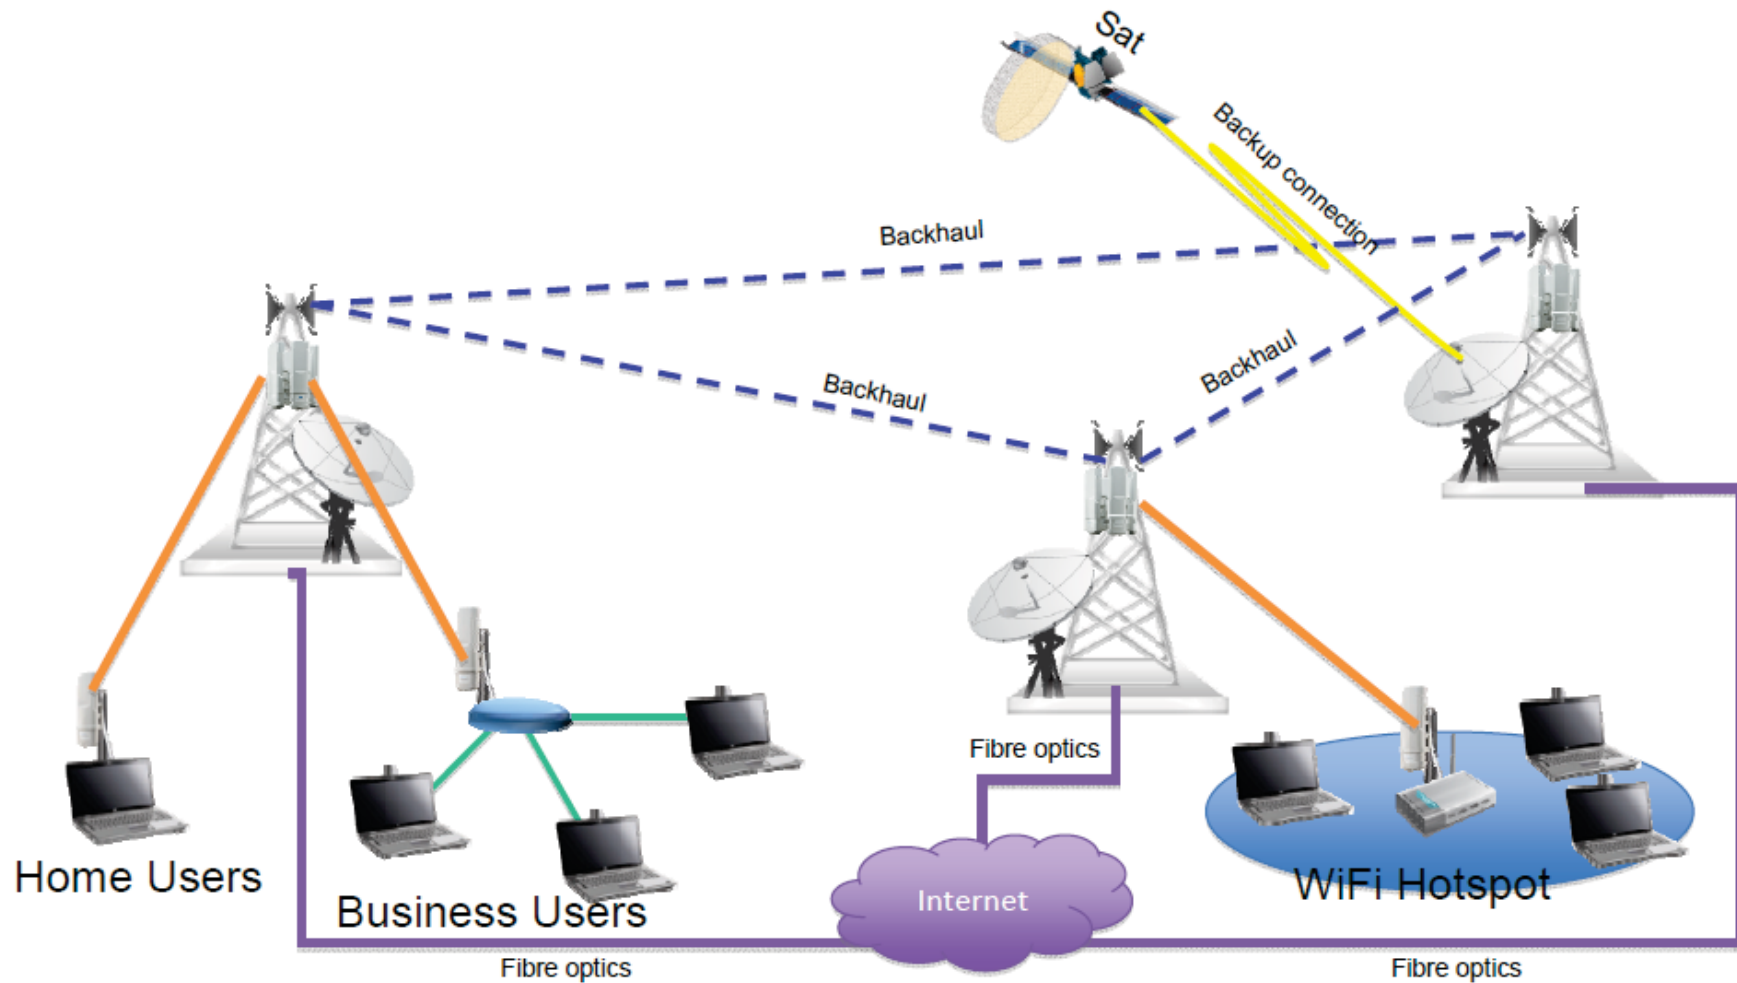 Sat
Backup connection
Backhaul
Backhaul
Backhaul
Fibre optics
Home Users
Business Users
Internet
WiFi Hotspot
Fibre optics
Fibre optics